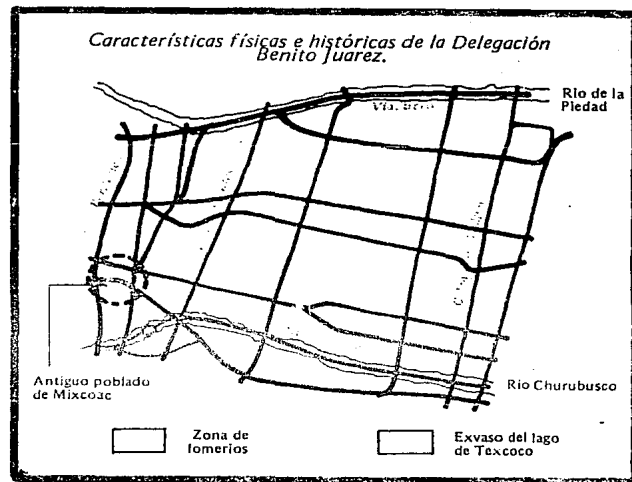 Características físicas e históricas de la Delegación
Benito Juarez.
Río de la
Piedad
Río Churubusco
Antiguo poblado
de Mixcoac
Zona de
lomerios
Exvaso del lago
de Texcoco